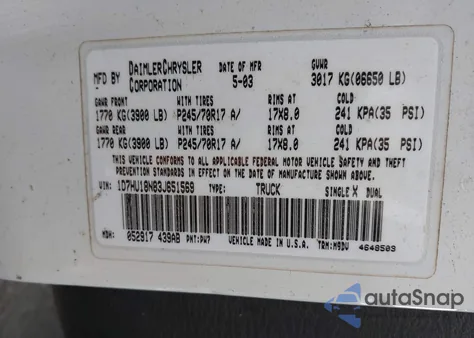 MFD BY DAIMLERCHRYSLER CORPORATION DATE OF MFR 5-03 GVWR 3017 KG(06650 LB)
GAWR FRONT WITH TIRES RIMS AT COLD
1770 KG(3900 LB) P245/70R17 A/ 17X8.0 241 KPA(35 PSI)
GAWR REAR WITH TIRES RIMS AT COLD
1770 KG(3900 LB) P245/70R17 A/ 17X8.0 241 KPA(35 PSI)
THIS VEHICLE CONFORMS TO ALL APPLICABLE FEDERAL MOTOR VEHICLE SAFETY AND THEFT
PREVENTION STANDARDS IN EFFECT ON THE DATE OF MANUFACTURE SHOWN ABOVE.
VIN: 1D7HU18N83J651569 TYPE: TRUCK SINGLE X DUAL
MDH: 052917 439AB PNT:PW7 VEHICLE MADE IN U.S.A. TRM:M9DV 4648503
autoSnap